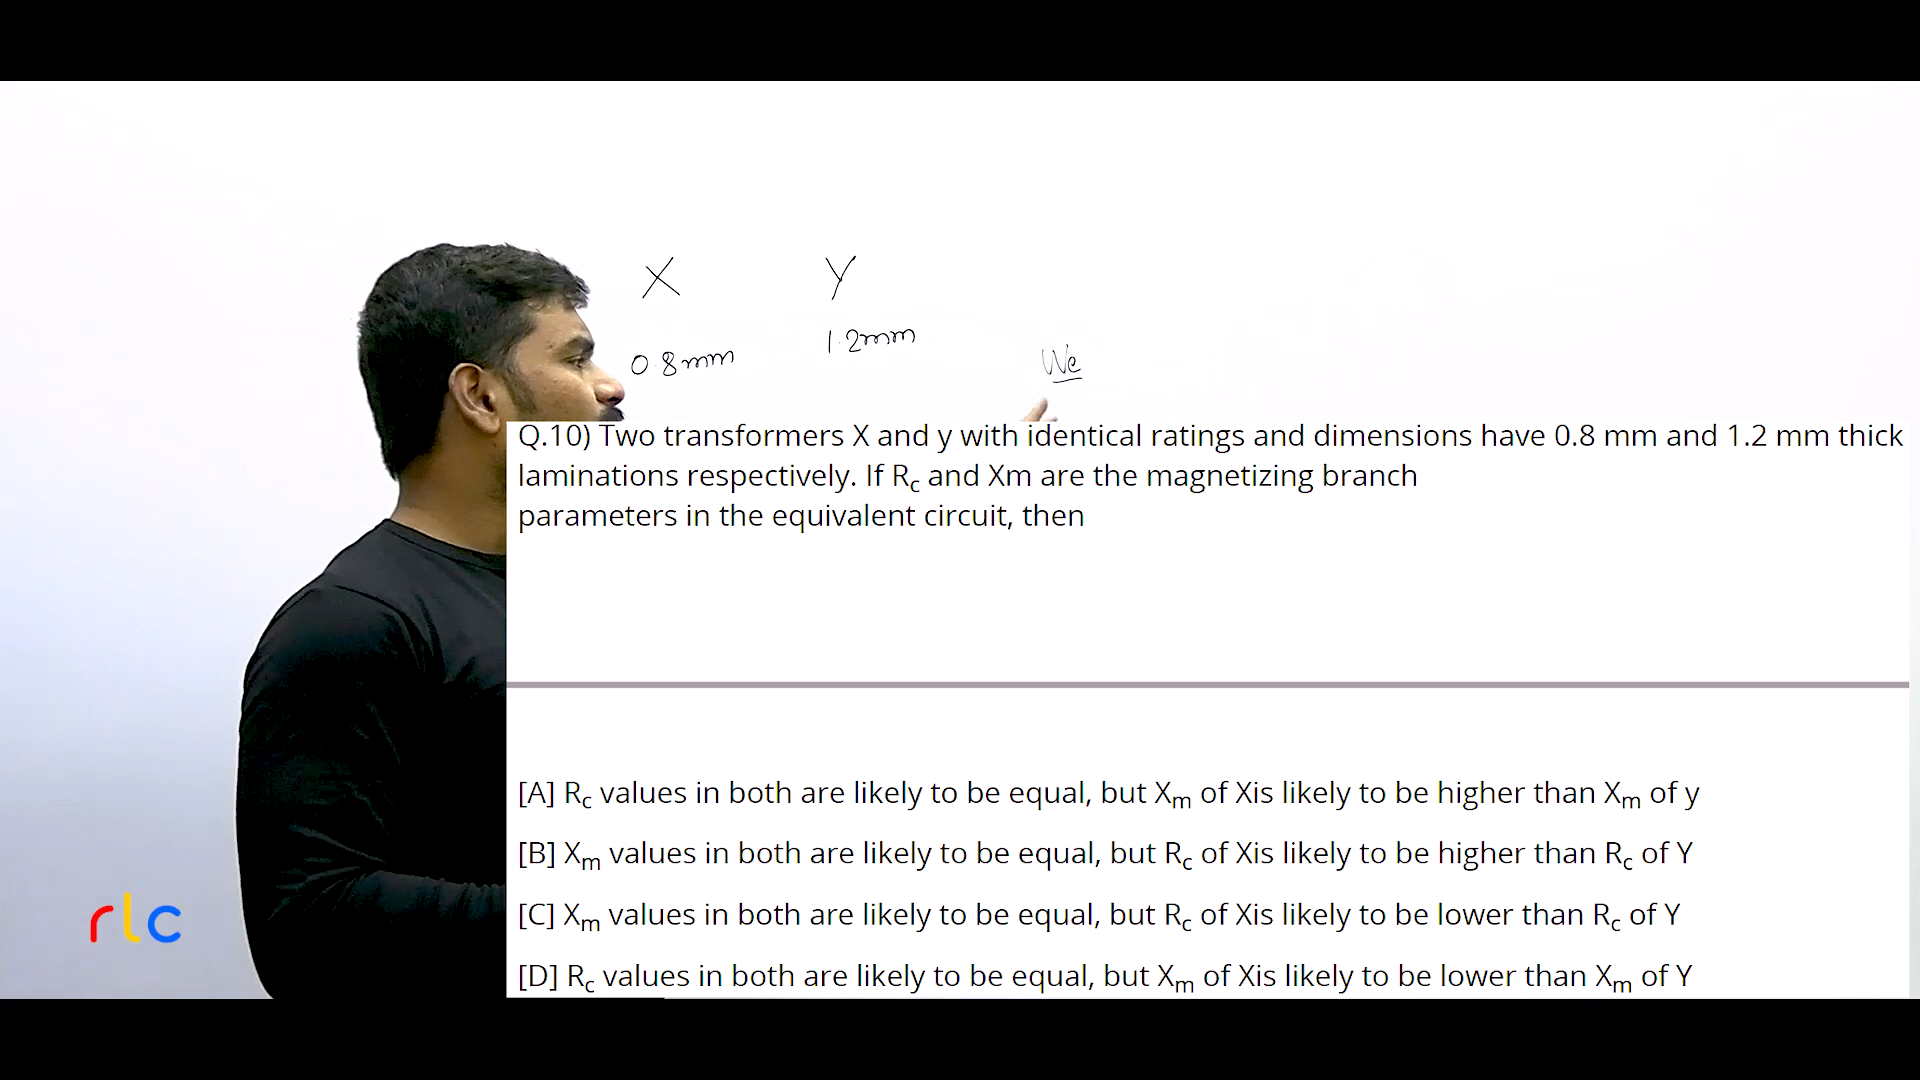 X Y
0.8mm 1.2mm
We
Q.10) Two transformers X and y with identical ratings and dimensions have 0.8 mm and 1.2 mm thick
laminations respectively. If Rc and Xm are the magnetizing branch
parameters in the equivalent circuit, then
[A] Rc values in both are likely to be equal, but Xm of Xis likely to be higher than Xm of y
[B] Xm values in both are likely to be equal, but Rc of Xis likely to be higher than Rc of Y
[C] Xm values in both are likely to be equal, but Rc of Xis likely to be lower than Rc of Y
[D] Rc values in both are likely to be equal, but Xm of Xis likely to be lower than Xm of Y
rlc